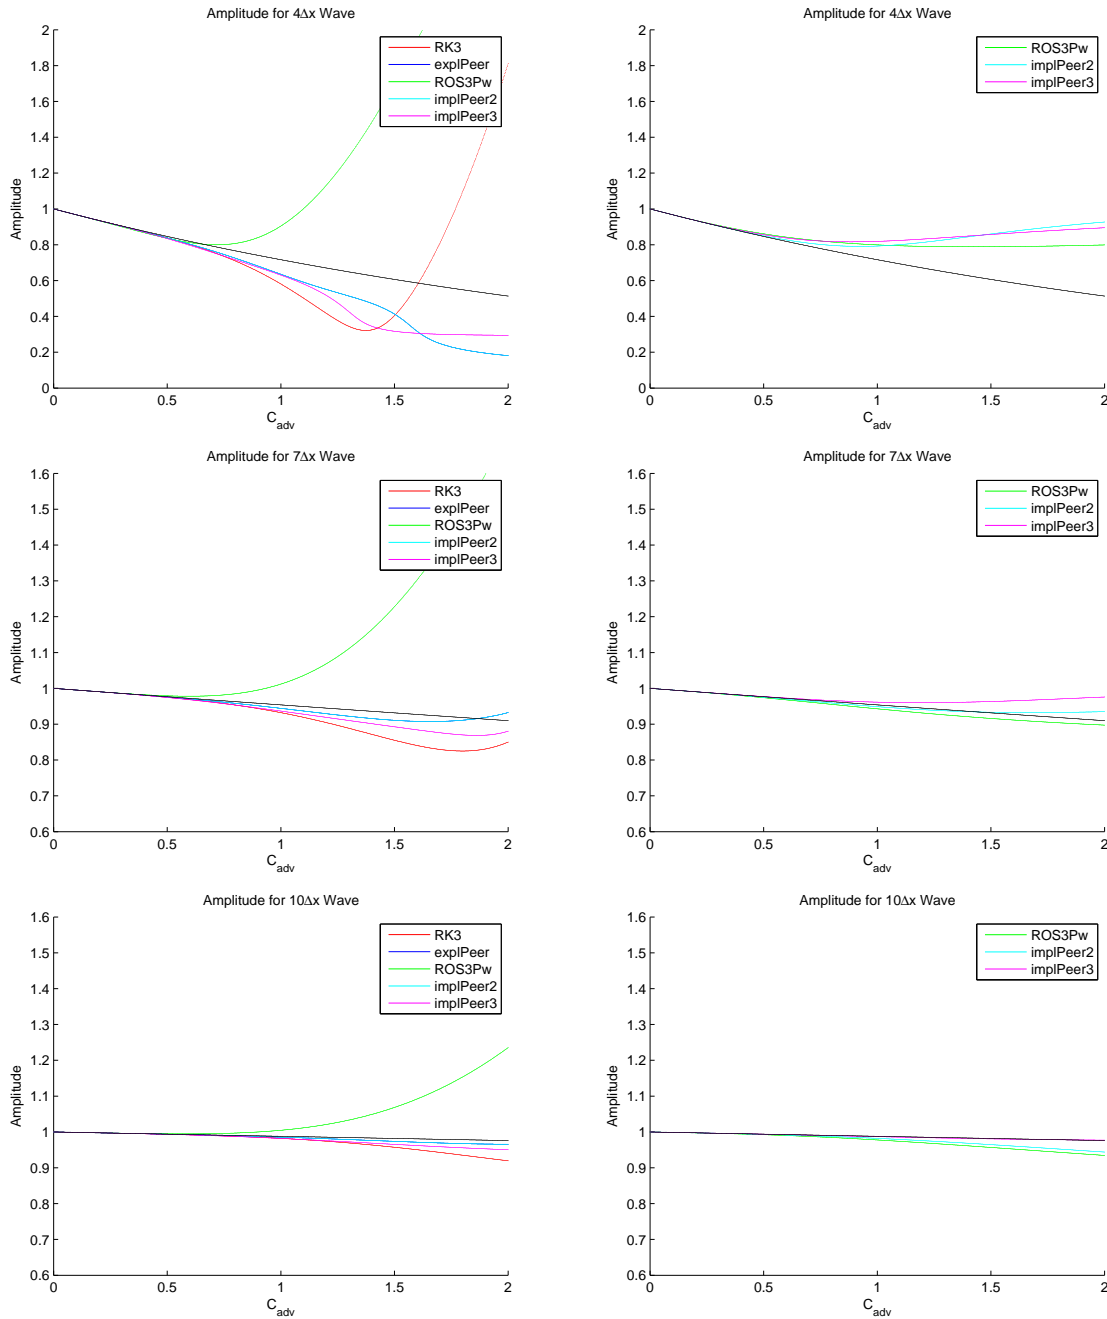 Amplitude for 4Δx Wave
2
1.8
1.6
1.4
1.2
1
0.8
0.6
0.4
0.2
0
Amplitude
RK3
explPeer
ROS3Pw
implPeer2
implPeer3
0 0.5 1 1.5 2
C_adv
Amplitude for 4Δx Wave
2
1.8
1.6
1.4
1.2
1
0.8
0.6
0.4
0.2
0
Amplitude
ROS3Pw
implPeer2
implPeer3
0 0.5 1 1.5 2
C_adv
Amplitude for 7Δx Wave
1.6
1.5
1.4
1.3
1.2
1.1
1
0.9
0.8
0.7
0.6
Amplitude
RK3
explPeer
ROS3Pw
implPeer2
implPeer3
0 0.5 1 1.5 2
C_adv
Amplitude for 7Δx Wave
1.6
1.5
1.4
1.3
1.2
1.1
1
0.9
0.8
0.7
0.6
Amplitude
ROS3Pw
implPeer2
implPeer3
0 0.5 1 1.5 2
C_adv
Amplitude for 10Δx Wave
1.6
1.5
1.4
1.3
1.2
1.1
1
0.9
0.8
0.7
0.6
Amplitude
RK3
explPeer
ROS3Pw
implPeer2
implPeer3
0 0.5 1 1.5 2
C_adv
Amplitude for 10Δx Wave
1.6
1.5
1.4
1.3
1.2
1.1
1
0.9
0.8
0.7
0.6
Amplitude
ROS3Pw
implPeer2
implPeer3
0 0.5 1 1.5 2
C_adv